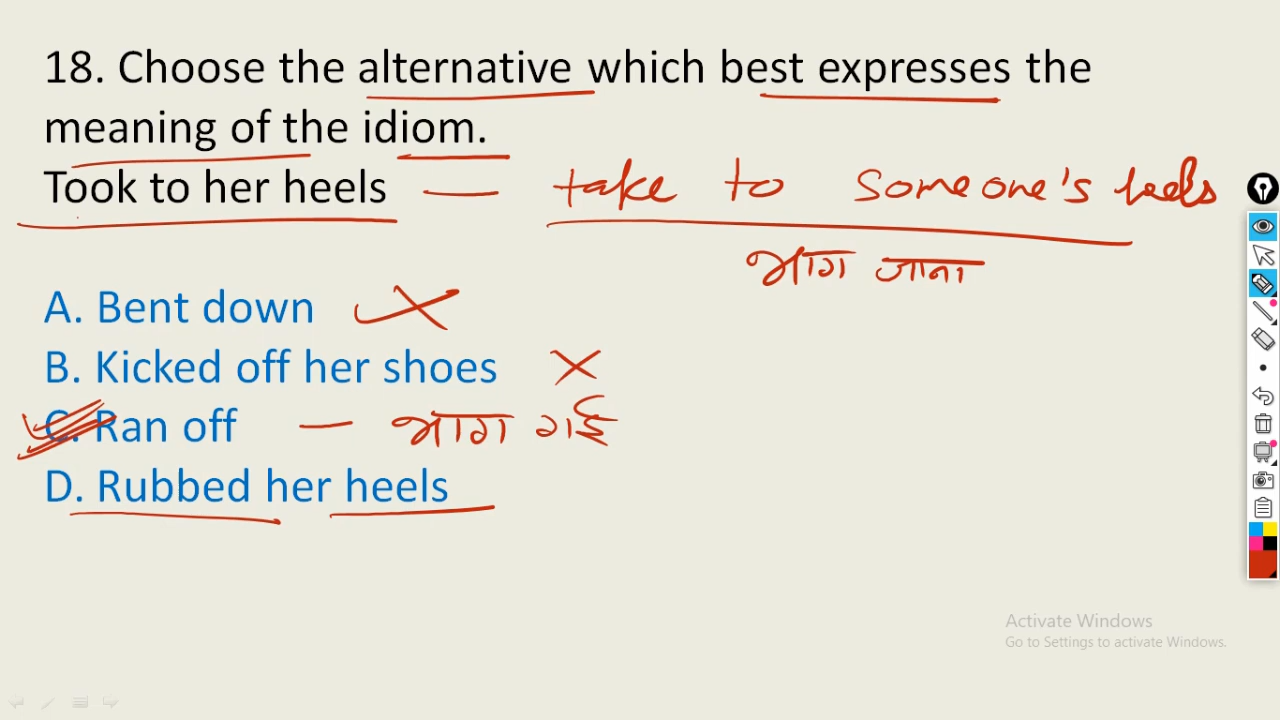 18. Choose the alternative which best expresses the
meaning of the idiom.
Took to her heels — take to someone's heels
भाग जाना
A. Bent down
B. Kicked off her shoes
C. Ran off — भाग गई
D. Rubbed her heels
Activate Windows
Go to Settings to activate Windows.